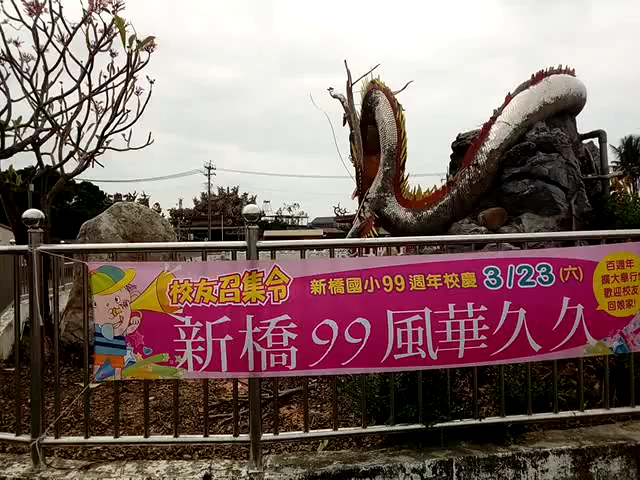 校友召集令
新橋國小99週年校慶 3/23(六)
新橋99風華久久
百週年
擴大舉行
歡迎校友
回娘家!